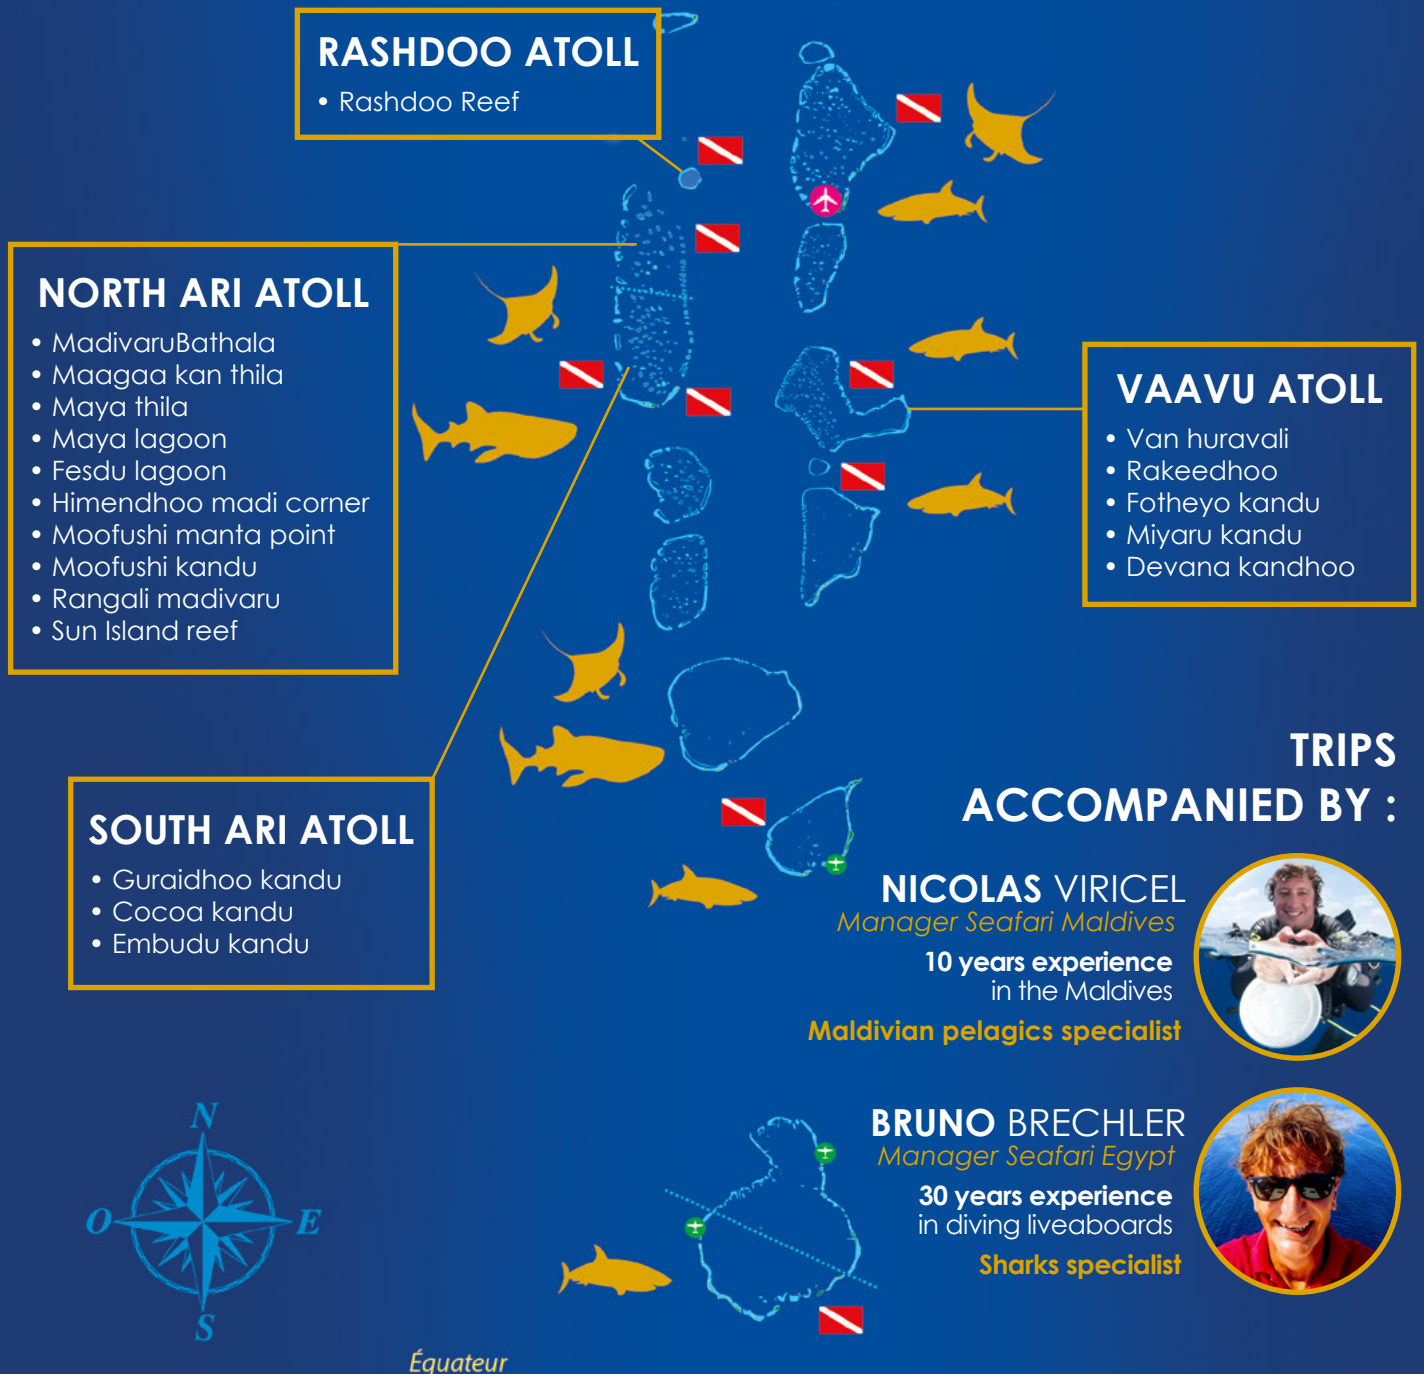 RASHDOO ATOLL
• Rashdoo Reef
NORTH ARI ATOLL
• MadivaruBathala
• Maagaa kan thila
• Maya thila
• Maya lagoon
• Fesdu lagoon
• Himendhoo madi corner
• Moofushi manta point
• Moofushi kandu
• Rangali madivaru
• Sun Island reef
VAAVU ATOLL
• Van huravali
• Rakeedhoo
• Fotheyo kandu
• Miyaru kandu
• Devana kandhoo
SOUTH ARI ATOLL
• Guraidhoo kandu
• Cocoa kandu
• Embudu kandu
TRIPS
ACCOMPANIED BY :
NICOLAS VIRICEL
Manager Seafari Maldives
10 years experience
in the Maldives
Maldivian pelagics specialist
BRUNO BRECHLER
Manager Seafari Egypt
30 years experience
in diving liveaboards
Sharks specialist
N
O
E
S
Équateur